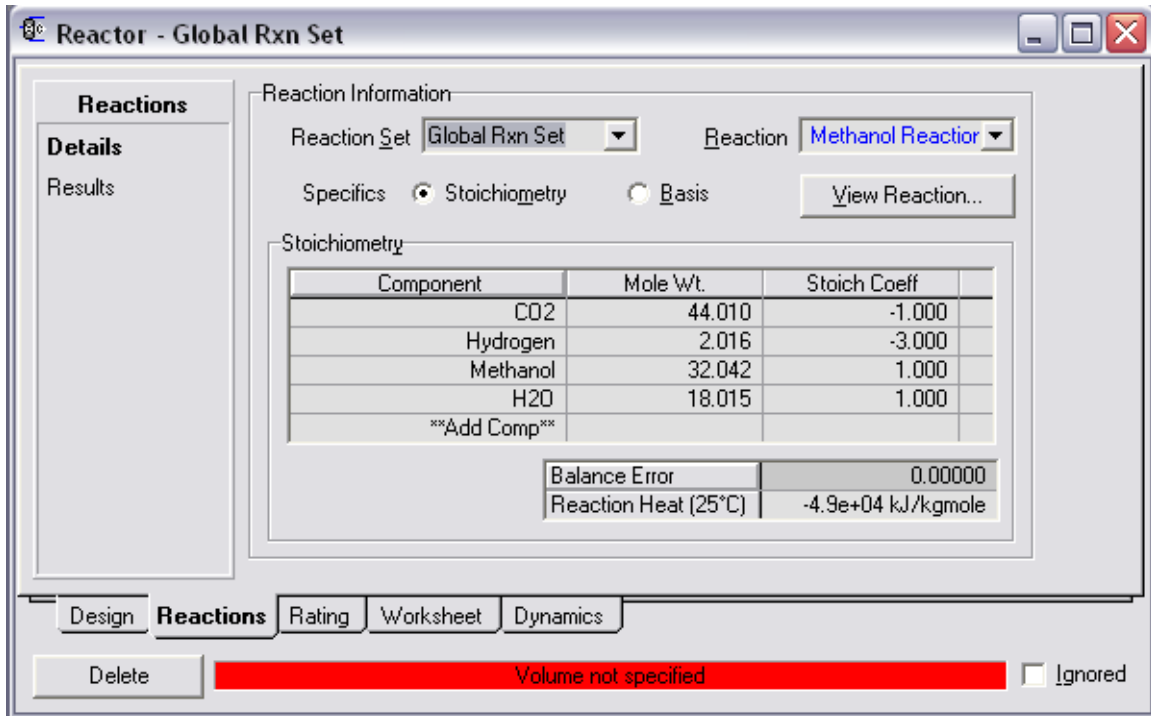 Reactor - Global Rxn Set
Reactions
Details
Results
Reaction Information
Reaction Set Global Rxn Set Reaction Methanol Reaction
Specifics Stoichiometry Basis View Reaction...
Stoichiometry
Component Mole Wt. Stoich Coeff
CO2 44.010 -1.000
Hydrogen 2.016 -3.000
Methanol 32.042 1.000
H2O 18.015 1.000
**Add Comp**
Balance Error 0.00000
Reaction Heat (25°C) -4.9e+04 kJ/kgmole
Design Reactions Rating Worksheet Dynamics
Delete Volume not specified Ignored